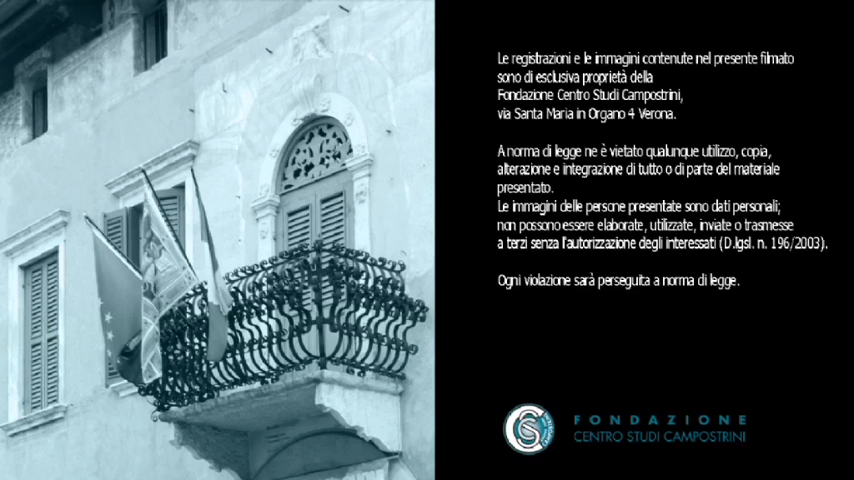 Le registrazioni e le immagini contenute nel presente filmato
sono di esclusiva proprietà della
Fondazione Centro Studi Campostrini,
via Santa Maria in Organo 4 Verona.
A norma di legge ne è vietato qualunque utilizzo, copia,
alterazione e integrazione di tutto o di parte del materiale
presentato.
Le immagini delle persone presentate sono dati personali;
non possono essere elaborate, utilizzate, inviate o trasmesse
a terzi senza l'autorizzazione degli interessati (D.lgsl. n. 196/2003).
Ogni violazione sarà perseguita a norma di legge.
FONDAZIONE
CENTRO STUDI CAMPOSTRINI